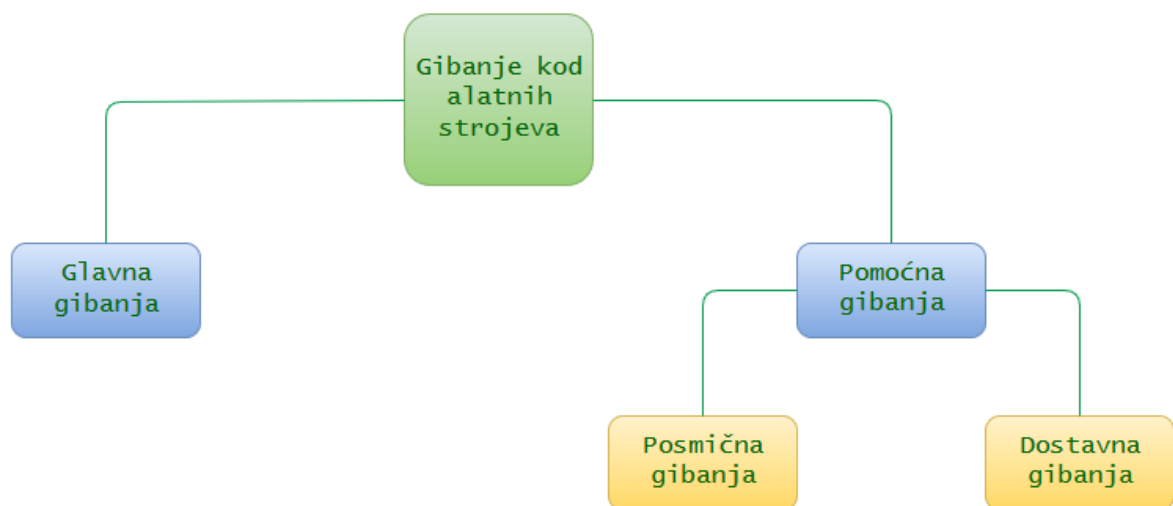 Gibanje kod
alatnih
strojeva
Glavna
gibanja
Pomoćna
gibanja
Posmična
gibanja
Dostavna
gibanja